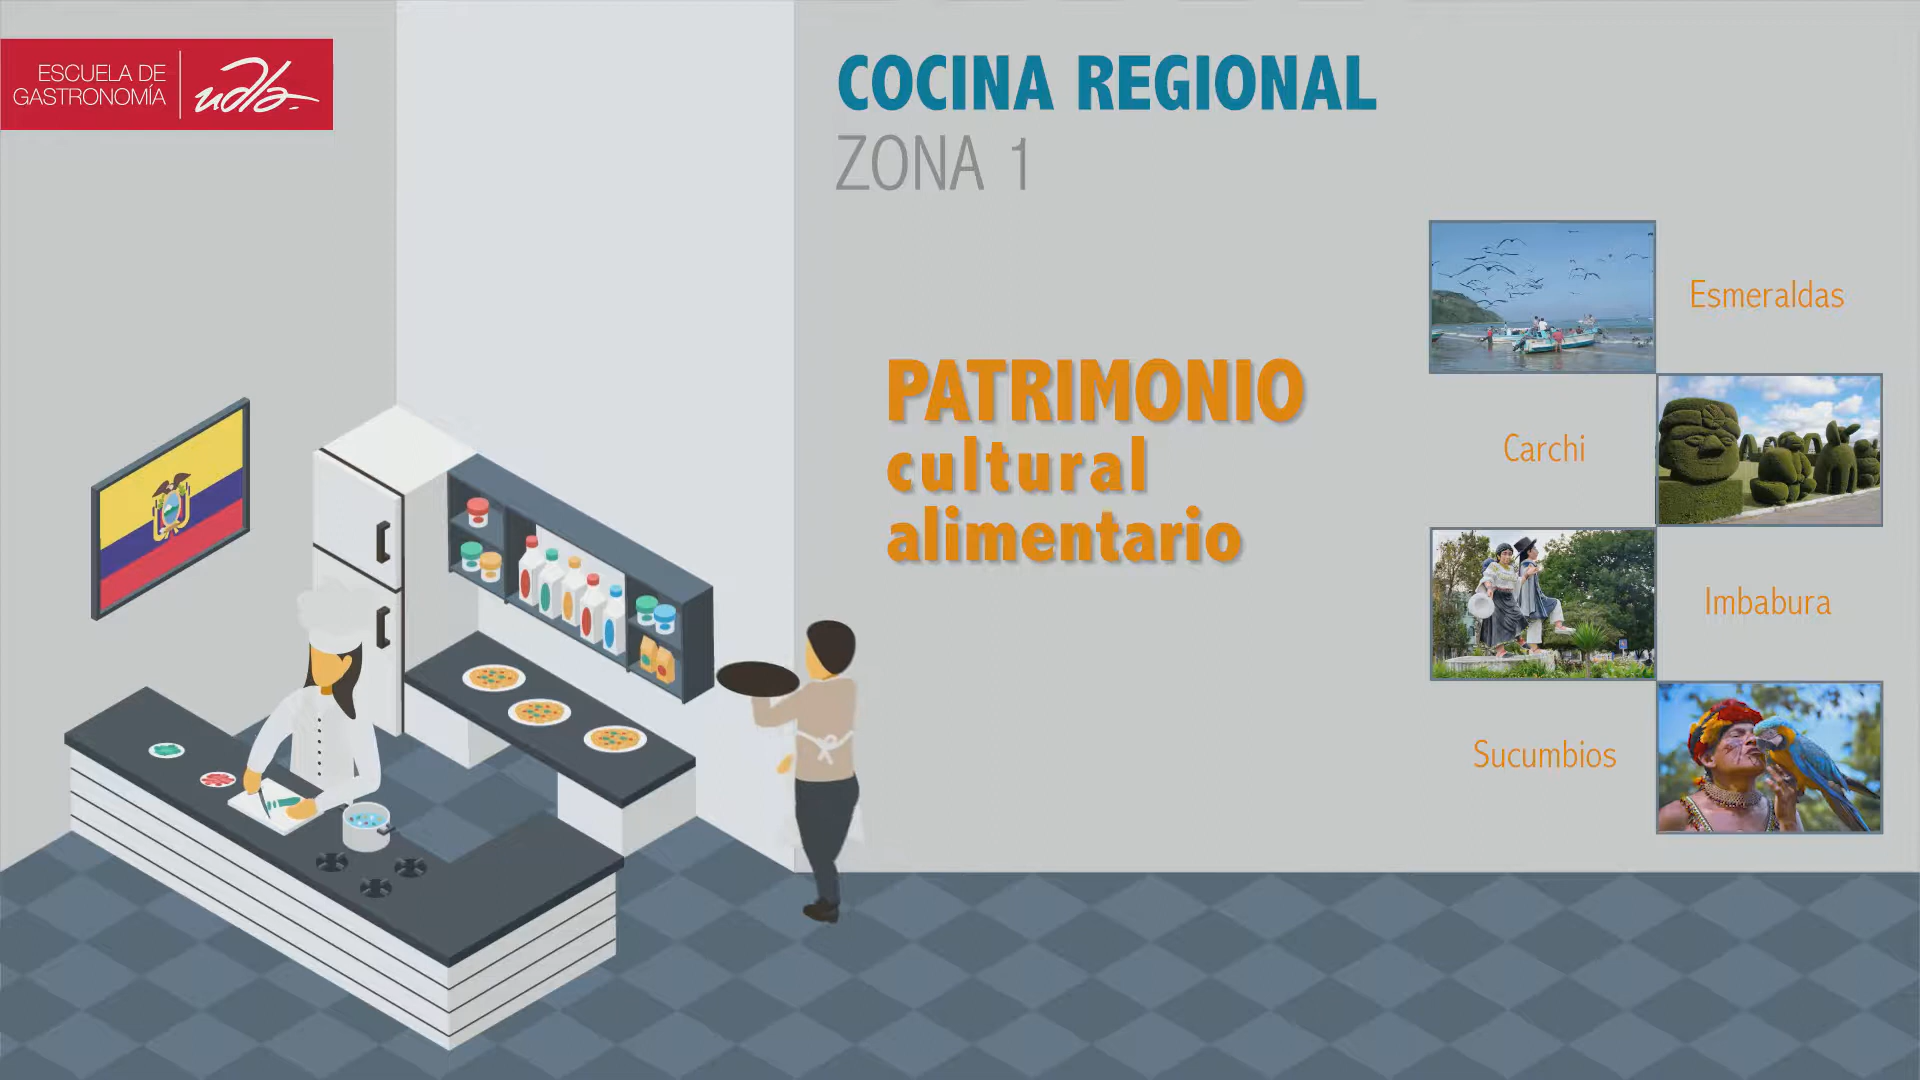 ESCUELA DE
GASTRONOMÍA
udla-
COCINA REGIONAL
ZONA 1
PATRIMONIO
cultural
alimentario
Esmeraldas
Carchi
Imbabura
Sucumbios